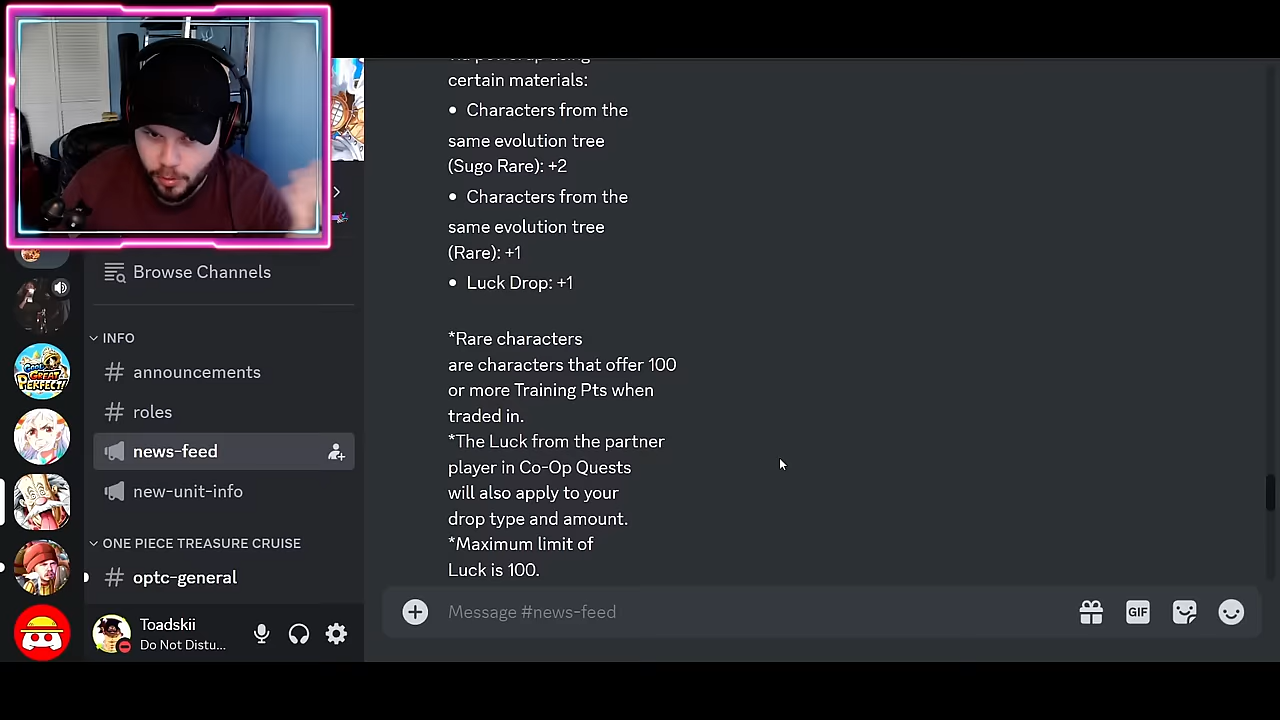 certain materials:
• Characters from the
same evolution tree
(Sugo Rare): +2
• Characters from the
same evolution tree
(Rare): +1
• Luck Drop: +1
*Rare characters
are characters that offer 100
or more Training Pts when
traded in.
*The Luck from the partner
player in Co-Op Quests
will also apply to your
drop type and amount.
*Maximum limit of
Luck is 100.
Browse Channels
INFO
# announcements
# roles
news-feed
new-unit-info
ONE PIECE TREASURE CRUISE
# optc-general
Toadskii
Do Not Distu...
Message #news-feed
GIF